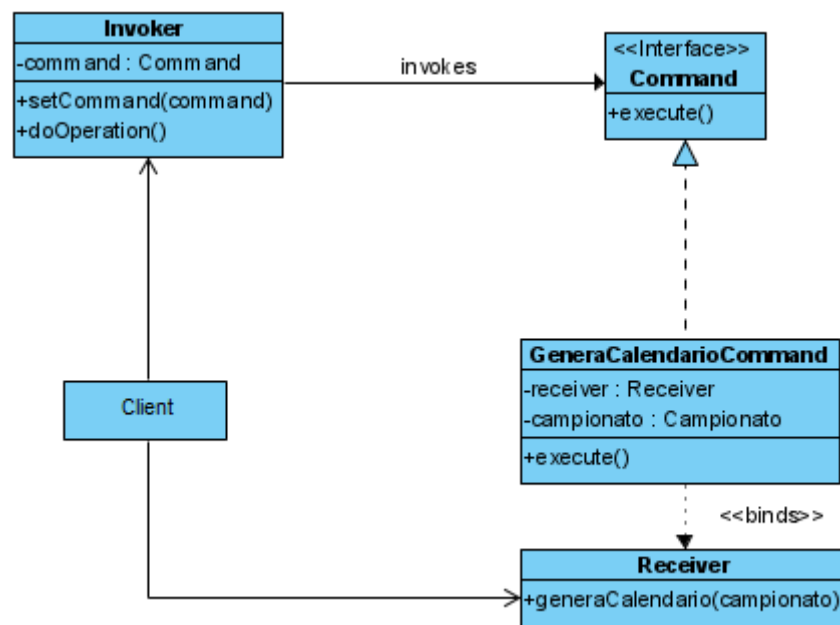 Invoker
-command : Command
+setCommand(command)
+doOperation()
invokes
<<Interface>>
Command
+execute()
GeneraCalendarioCommand
-receiver : Receiver
-campionato : Campionato
+execute()
Client
<<binds>>
Receiver
+generaCalendario(campionato)